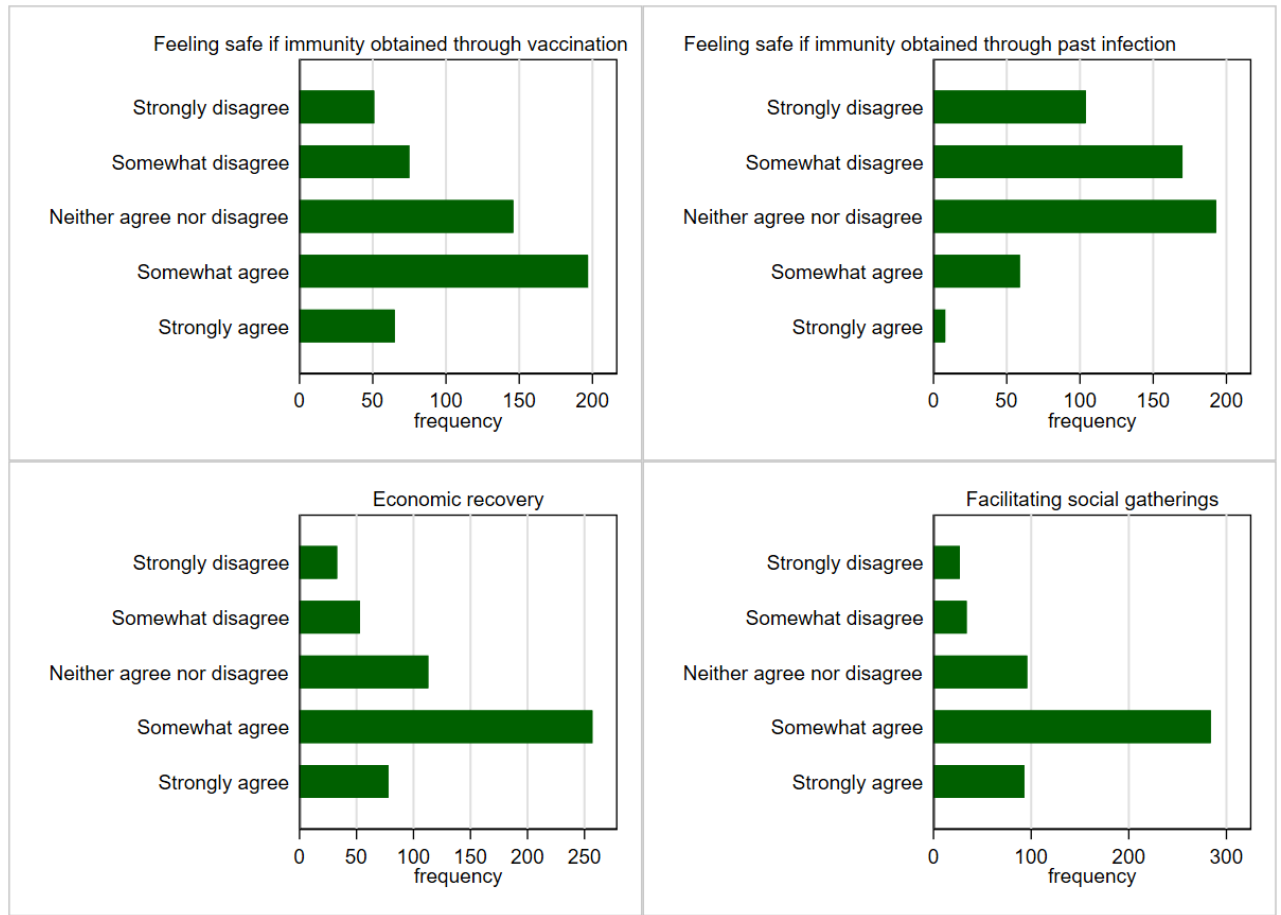 Feeling safe if immunity obtained through vaccination
Strongly disagree
Somewhat disagree
Neither agree nor disagree
Somewhat agree
Strongly agree
0 50 100 150 200
frequency
Feeling safe if immunity obtained through past infection
Strongly disagree
Somewhat disagree
Neither agree nor disagree
Somewhat agree
Strongly agree
0 50 100 150 200
frequency
Economic recovery
Strongly disagree
Somewhat disagree
Neither agree nor disagree
Somewhat agree
Strongly agree
0 50 100 150 200 250
frequency
Facilitating social gatherings
Strongly disagree
Somewhat disagree
Neither agree nor disagree
Somewhat agree
Strongly agree
0 100 200 300
frequency